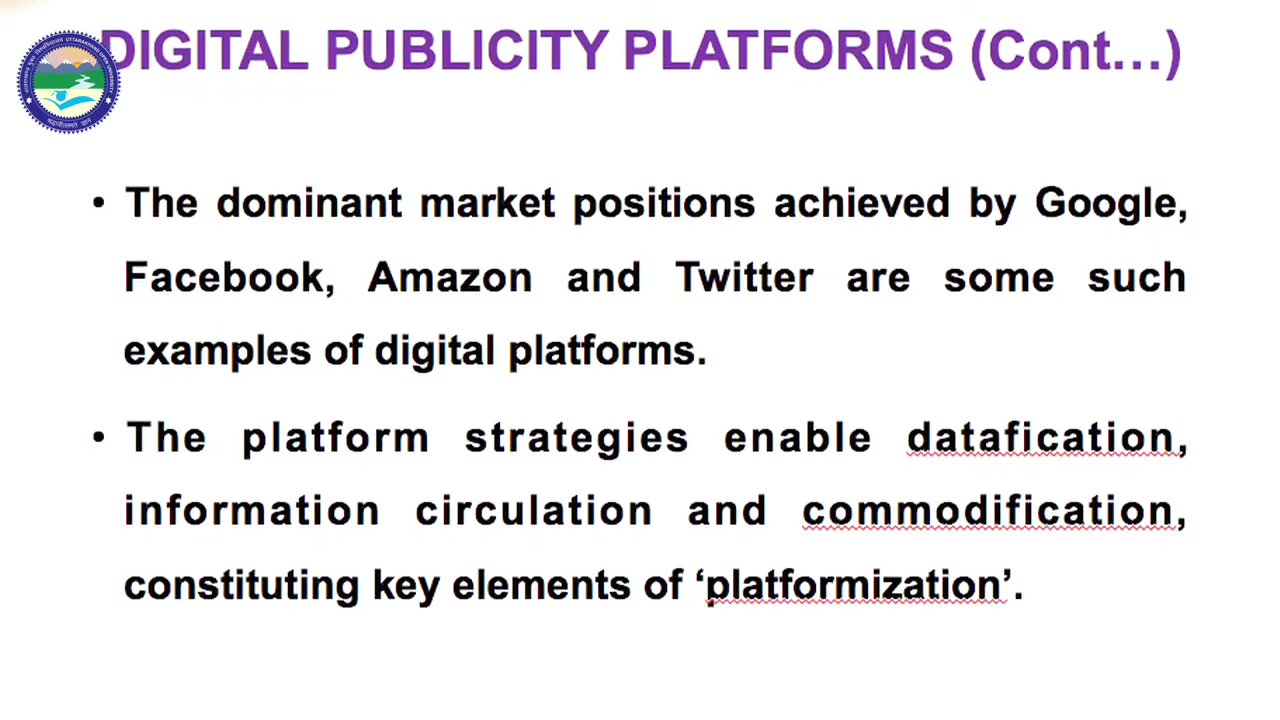 DIGITAL PUBLICITY PLATFORMS (Cont…)
• The dominant market positions achieved by Google,
Facebook, Amazon and Twitter are some such
examples of digital platforms.
• The platform strategies enable datafication,
information circulation and commodification,
constituting key elements of ‘platformization’.